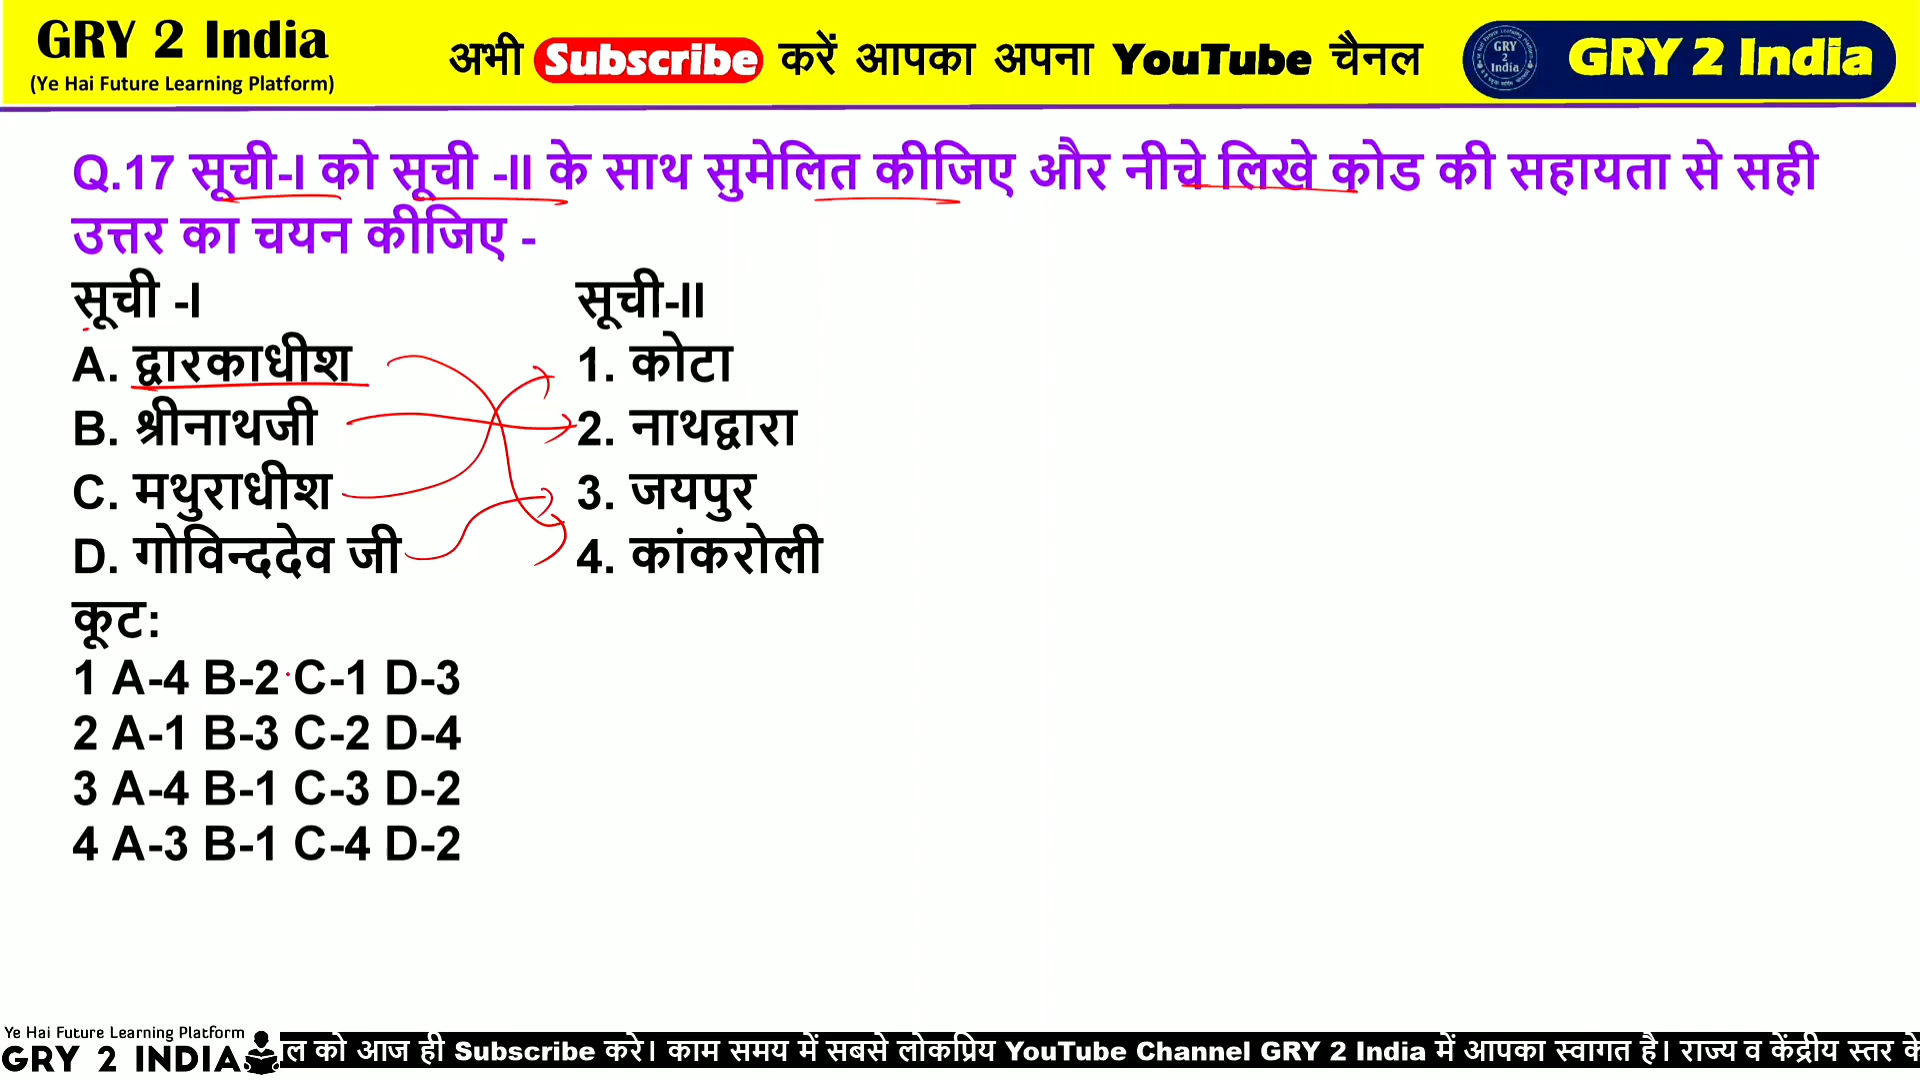 GRY 2 India
(Ye Hai Future Learning Platform)
अभी Subscribe करें आपका अपना YouTube चैनल
GRY 2 India
GRY 2 India
Q.17 सूची-I को सूची -II के साथ सुमेलित कीजिए और नीचे लिखे कोड की सहायता से सही
उत्तर का चयन कीजिए -
सूची -I सूची-II
A. द्वारकाधीश 1. कोटा
B. श्रीनाथजी 2. नाथद्वारा
C. मथुराधीश 3. जयपुर
D. गोविन्ददेव जी 4. कांकरोली
कूटः
1 A-4 B-2 C-1 D-3
2 A-1 B-3 C-2 D-4
3 A-4 B-1 C-3 D-2
4 A-3 B-1 C-4 D-2
Ye Hai Future Learning Platform
GRY 2 INDIA
ल को आज ही Subscribe करे। काम समय में सबसे लोकप्रिय YouTube Channel GRY 2 India में आपका स्वागत है। राज्य व केंद्रीय स्तर के